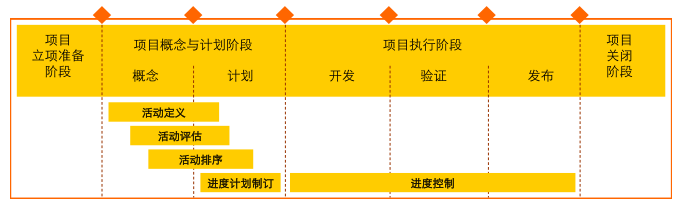 项目
立项准备
阶段
项目概念与计划阶段
概念
计划
项目执行阶段
开发
验证
发布
项目
关闭
阶段
活动定义
活动评估
活动排序
进度计划制订
进度控制